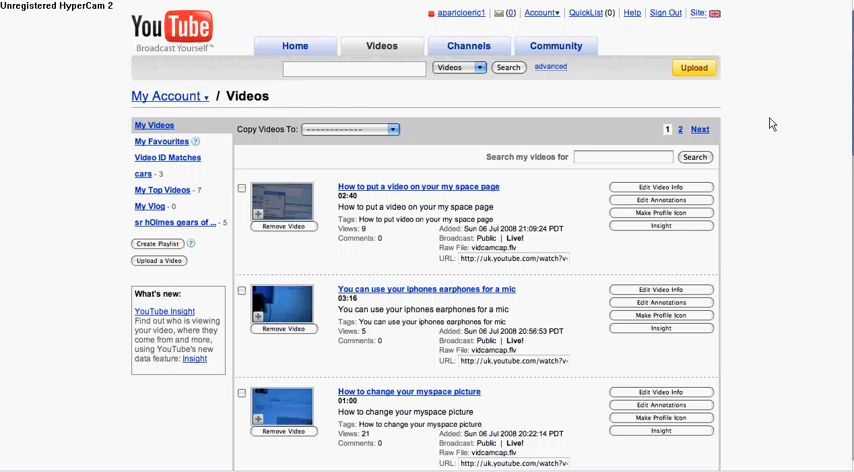 Unregistered HyperCam 2
aparicioeric1 (0) Account QuickList (0) Help Sign Out Site:
YouTube
Broadcast Yourself™
Home Videos Channels Community
Videos Search advanced Upload
My Account / Videos
My Videos
My Favourites ?
Video ID Matches
cars - 3
My Top Videos - 7
My Vlog - 0
sr hOlmes gears of ... - 5
Create Playlist ?
Upload a Video
What's new:
YouTube Insight
Find out who is viewing
your video, where they
come from and more,
using YouTube's new
data feature: Insight
Copy Videos To: ------------ 1 2 Next
Search my videos for Search
How to put a video on your my space page
02:40
How to put a video on your my space page
Tags: How to put video on your my space page
Views: 9 Added: Sun 06 Jul 2008 21:09:24 PDT
Comments: 0 Broadcast: Public | Live!
Raw File: vidcamcap.flv
URL: http://uk.youtube.com/watch?v-
Remove Video
Edit Video Info
Edit Annotations
Make Profile Icon
Insight
You can use your iphones earphones for a mic
03:16
You can use your iphones earphones for a mic
Tags: You can use your iphones earphones for mic
Views: 5 Added: Sun 06 Jul 2008 20:56:53 PDT
Comments: 0 Broadcast: Public | Live!
Raw File: vidcamcap.flv
URL: http://uk.youtube.com/watch?v-
Remove Video
Edit Video Info
Edit Annotations
Make Profile Icon
Insight
How to change your myspace picture
01:00
How to change your myspace picture
Tags: How to change your myspace picture
Views: 21 Added: Sun 06 Jul 2008 20:22:14 PDT
Comments: 0 Broadcast: Public | Live!
Raw File: vidcamcap.flv
URL: http://uk.youtube.com/watch?v-
Remove Video
Edit Video Info
Edit Annotations
Make Profile Icon
Insight